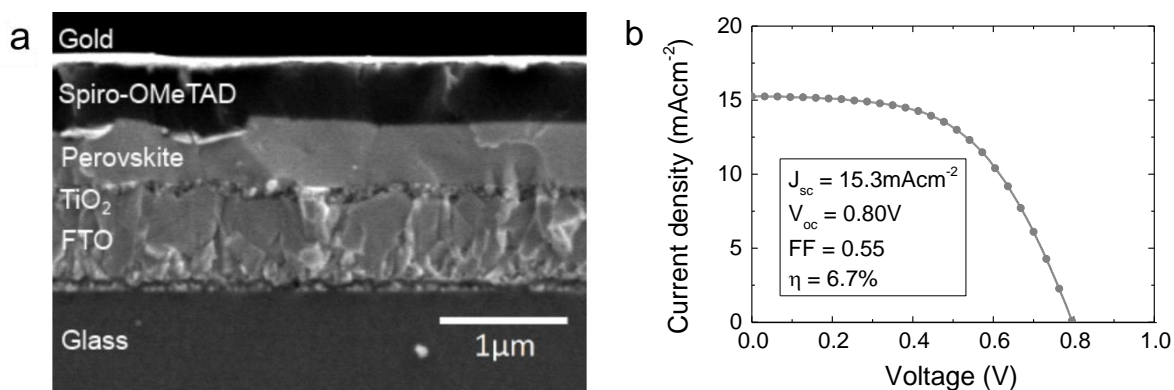 a
Gold
Spiro-OMeTAD
Perovskite
TiO₂
FTO
Glass
1μm
b
Current density (mAcm⁻²)
20
15
10
5
0
J_sc = 15.3mAcm⁻²
V_oc = 0.80V
FF = 0.55
η = 6.7%
0.0 0.2 0.4 0.6 0.8 1.0
Voltage (V)